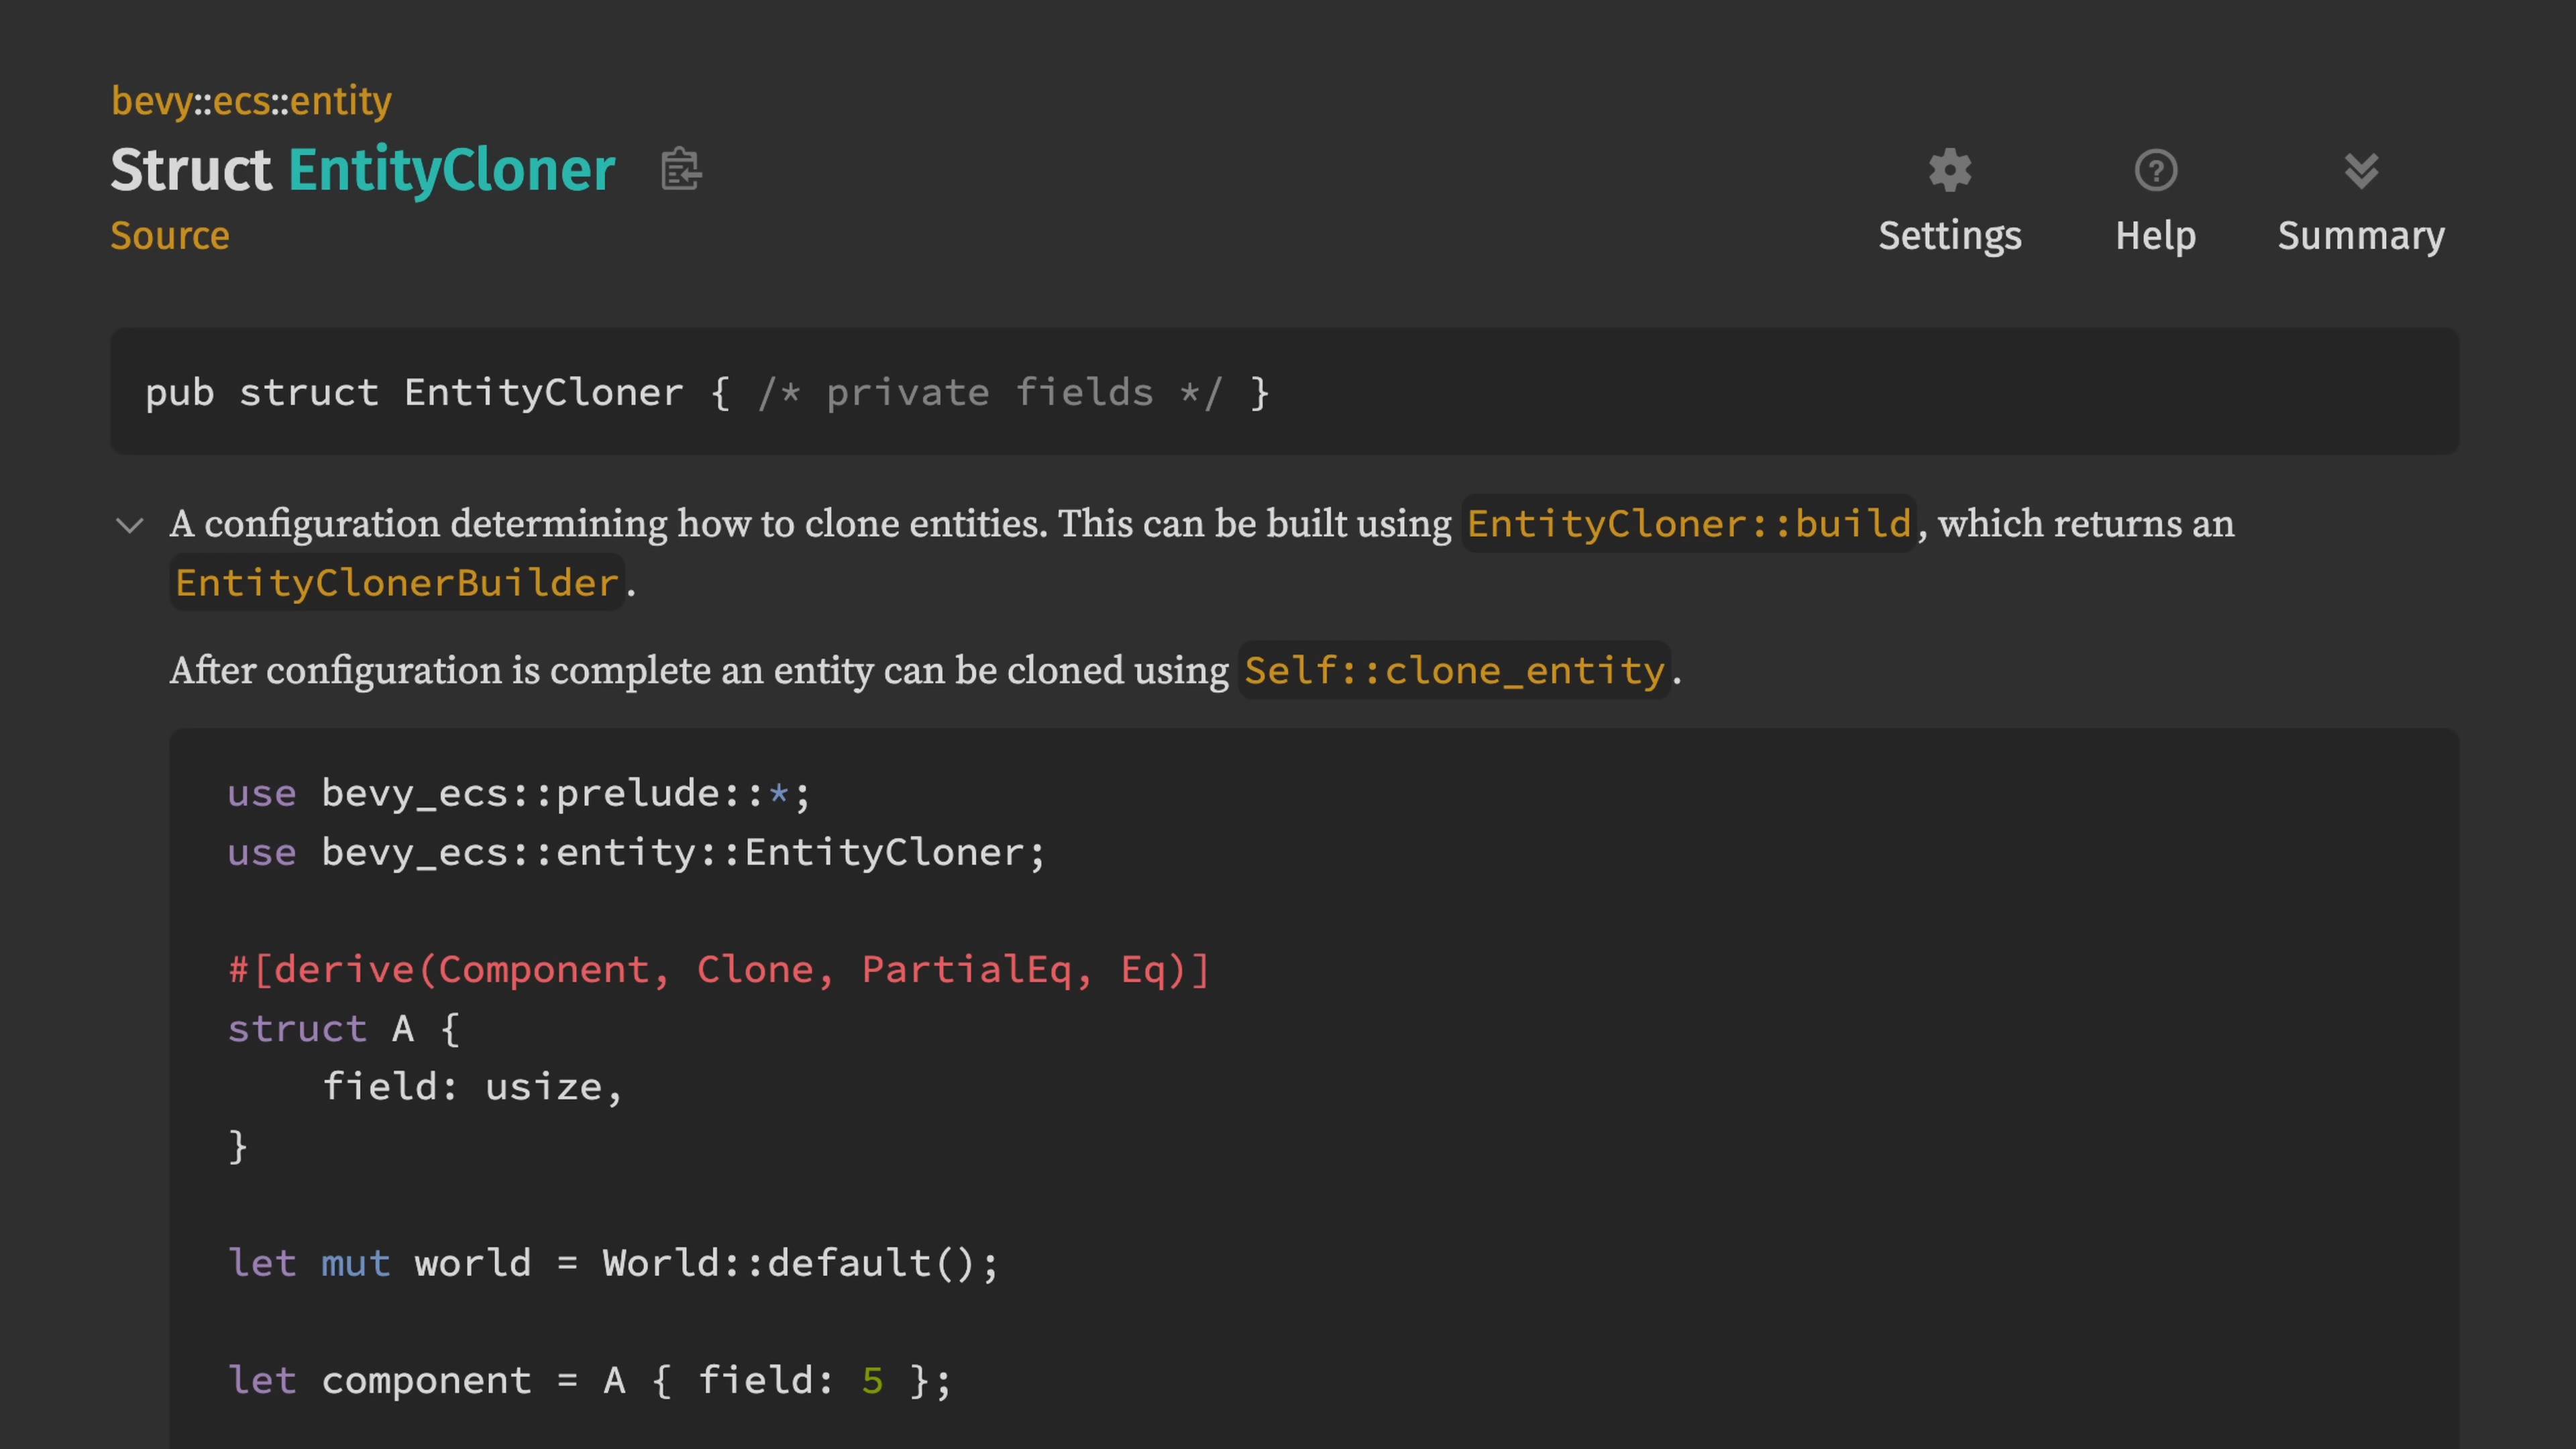 bevy::ecs::entity
Struct EntityCloner
Source
Settings
Help
Summary
pub struct EntityCloner { /* private fields */ }
A configuration determining how to clone entities. This can be built using EntityCloner::build, which returns an
EntityClonerBuilder.
After configuration is complete an entity can be cloned using Self::clone_entity.
use bevy_ecs::prelude::*;
use bevy_ecs::entity::EntityCloner;
#[derive(Component, Clone, PartialEq, Eq)]
struct A {
    field: usize,
}
let mut world = World::default();
let component = A { field: 5 };